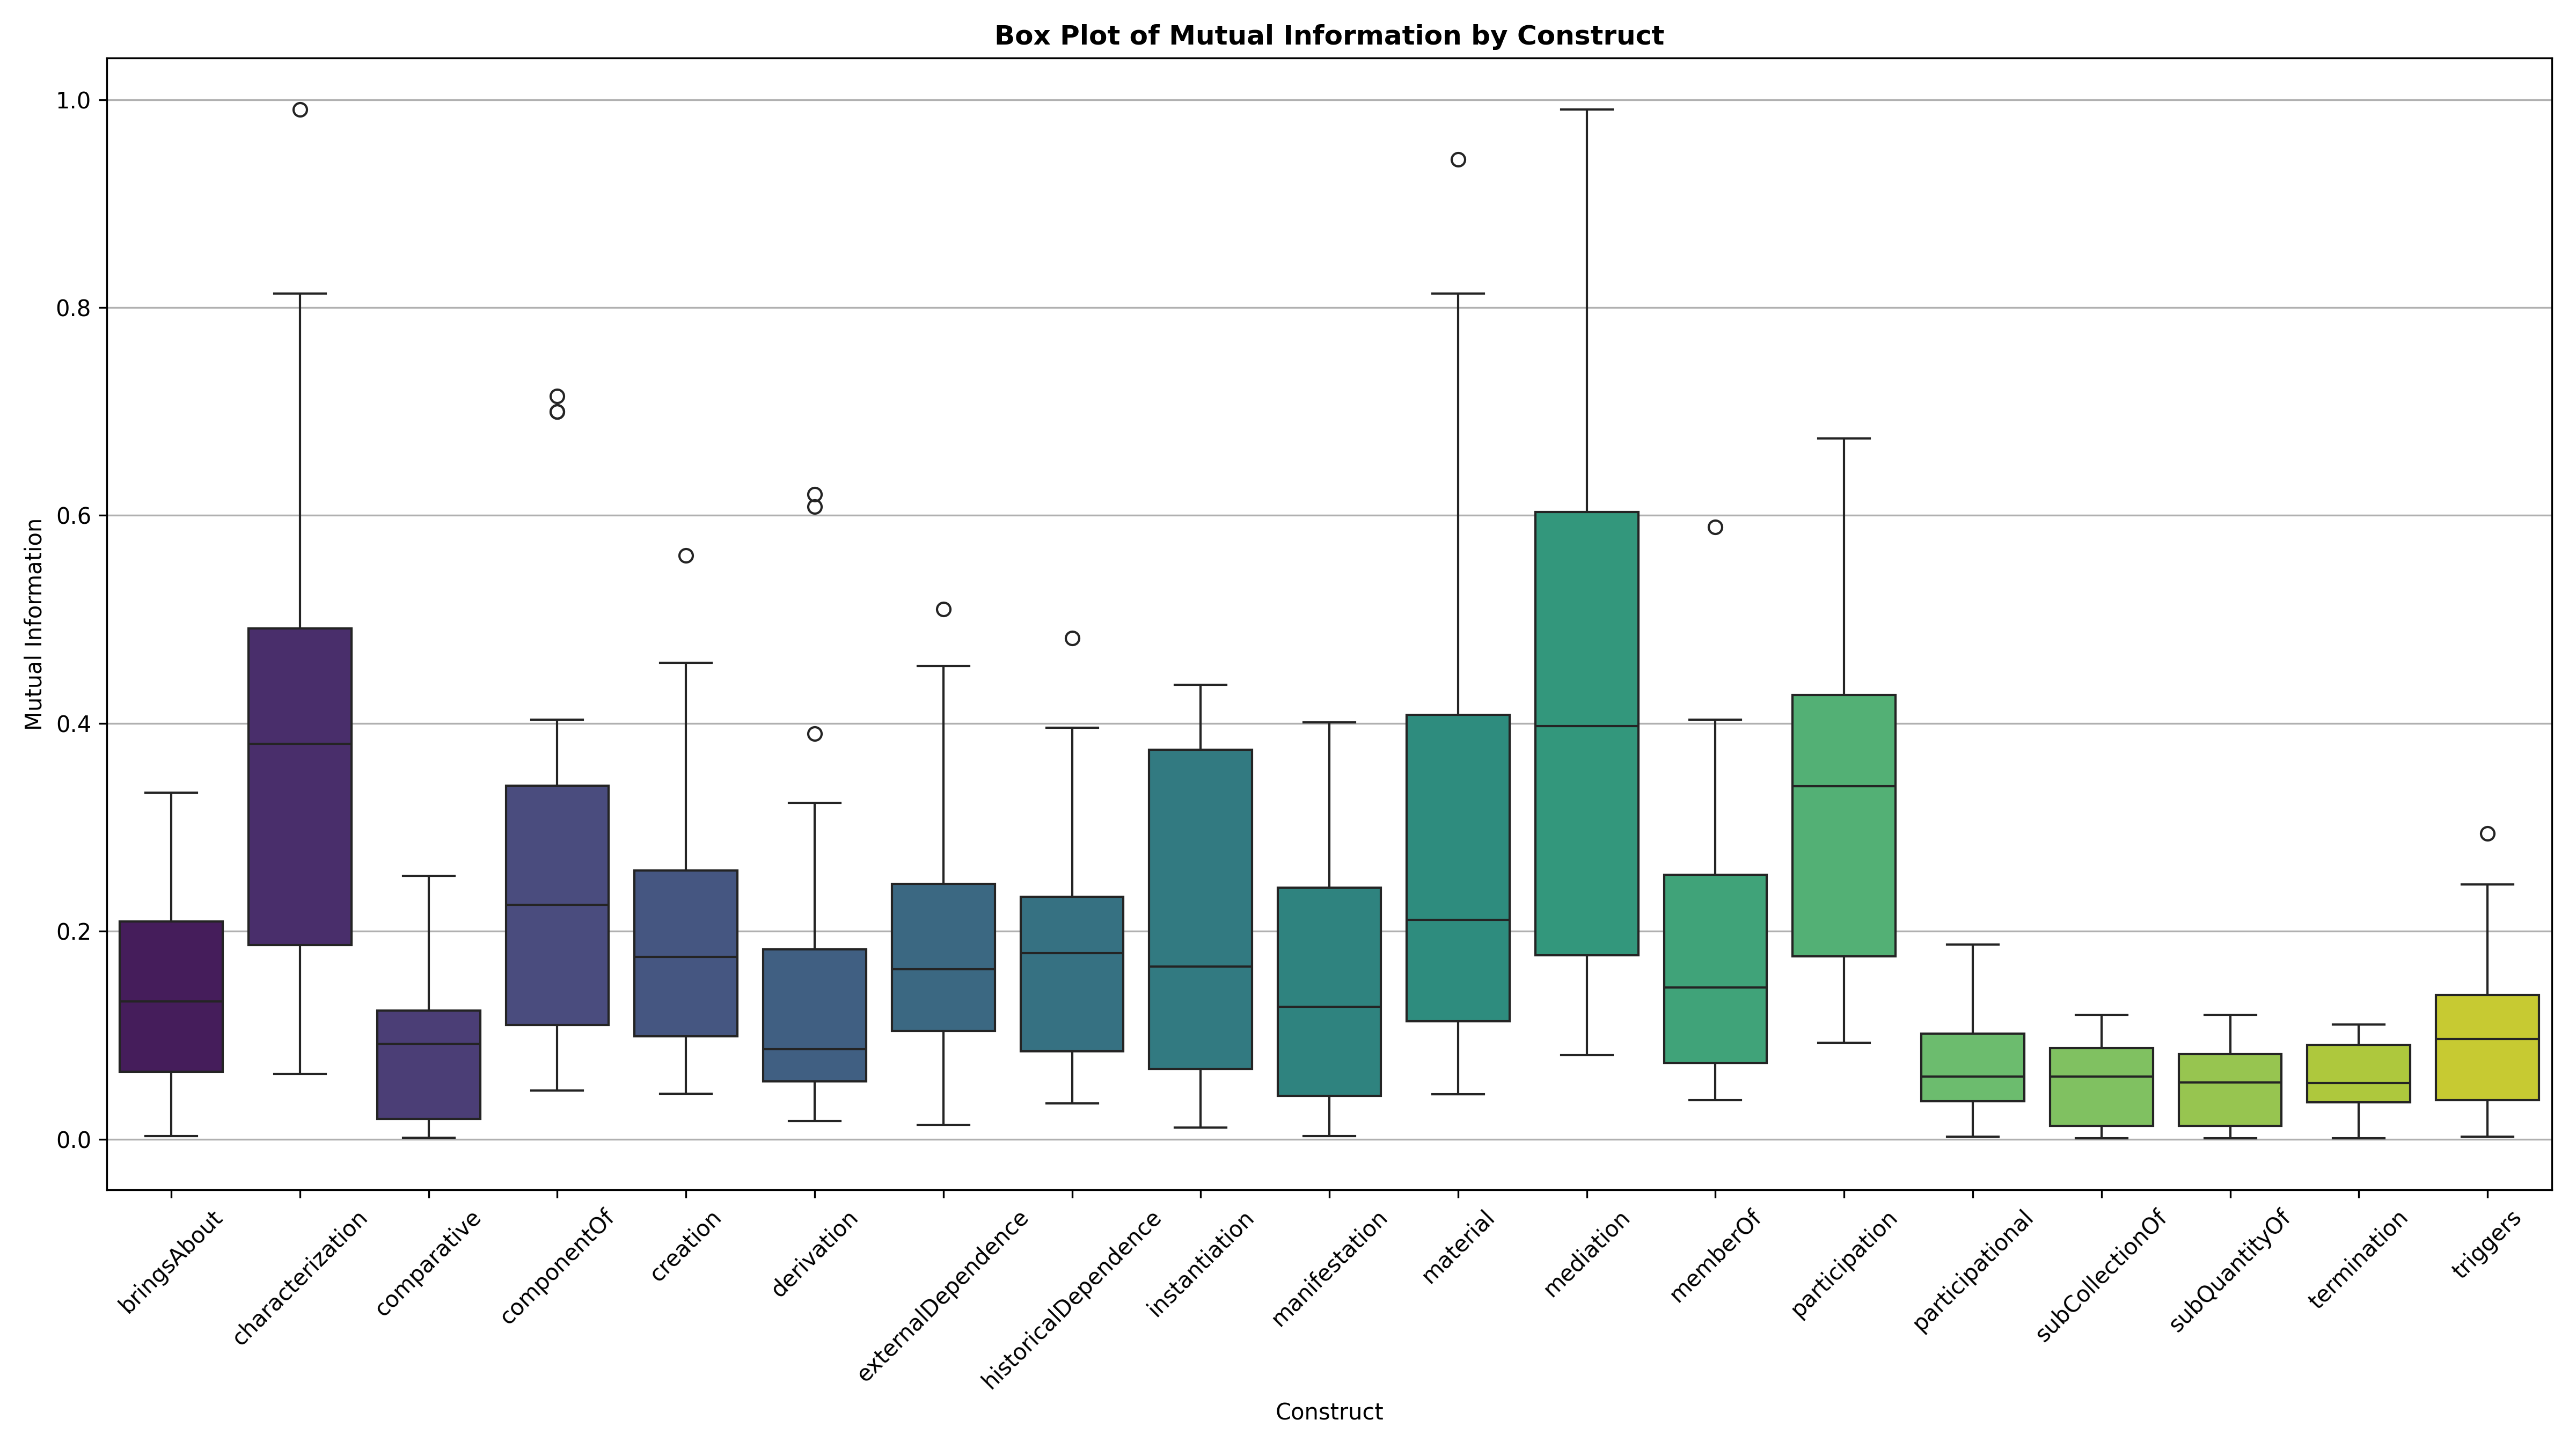 Box Plot of Mutual Information by Construct
Mutual Information
1.0
0.8
0.6
0.4
0.2
0.0
bringsAbout
characterization
comparative
componentOf
creation
derivation
externalDependence
historicalDependence
instantiation
manifestation
material
mediation
memberOf
participation
participational
subCollectionOf
subQuantityOf
termination
triggers
Construct